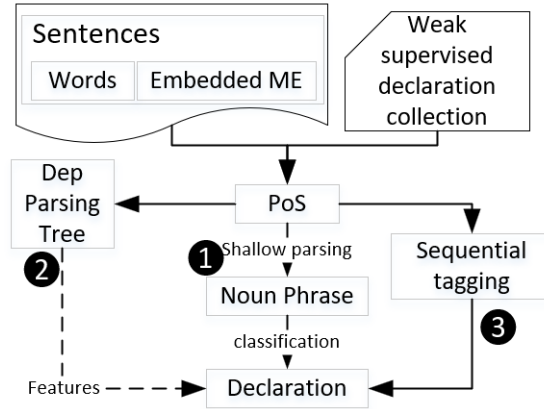 Sentences
Words
Embedded ME
Weak
supervised
declaration
collection
Dep
Parsing
Tree
2
PoS
1
Shallow parsing
Noun Phrase
classification
Sequential
tagging
3
Features
Declaration